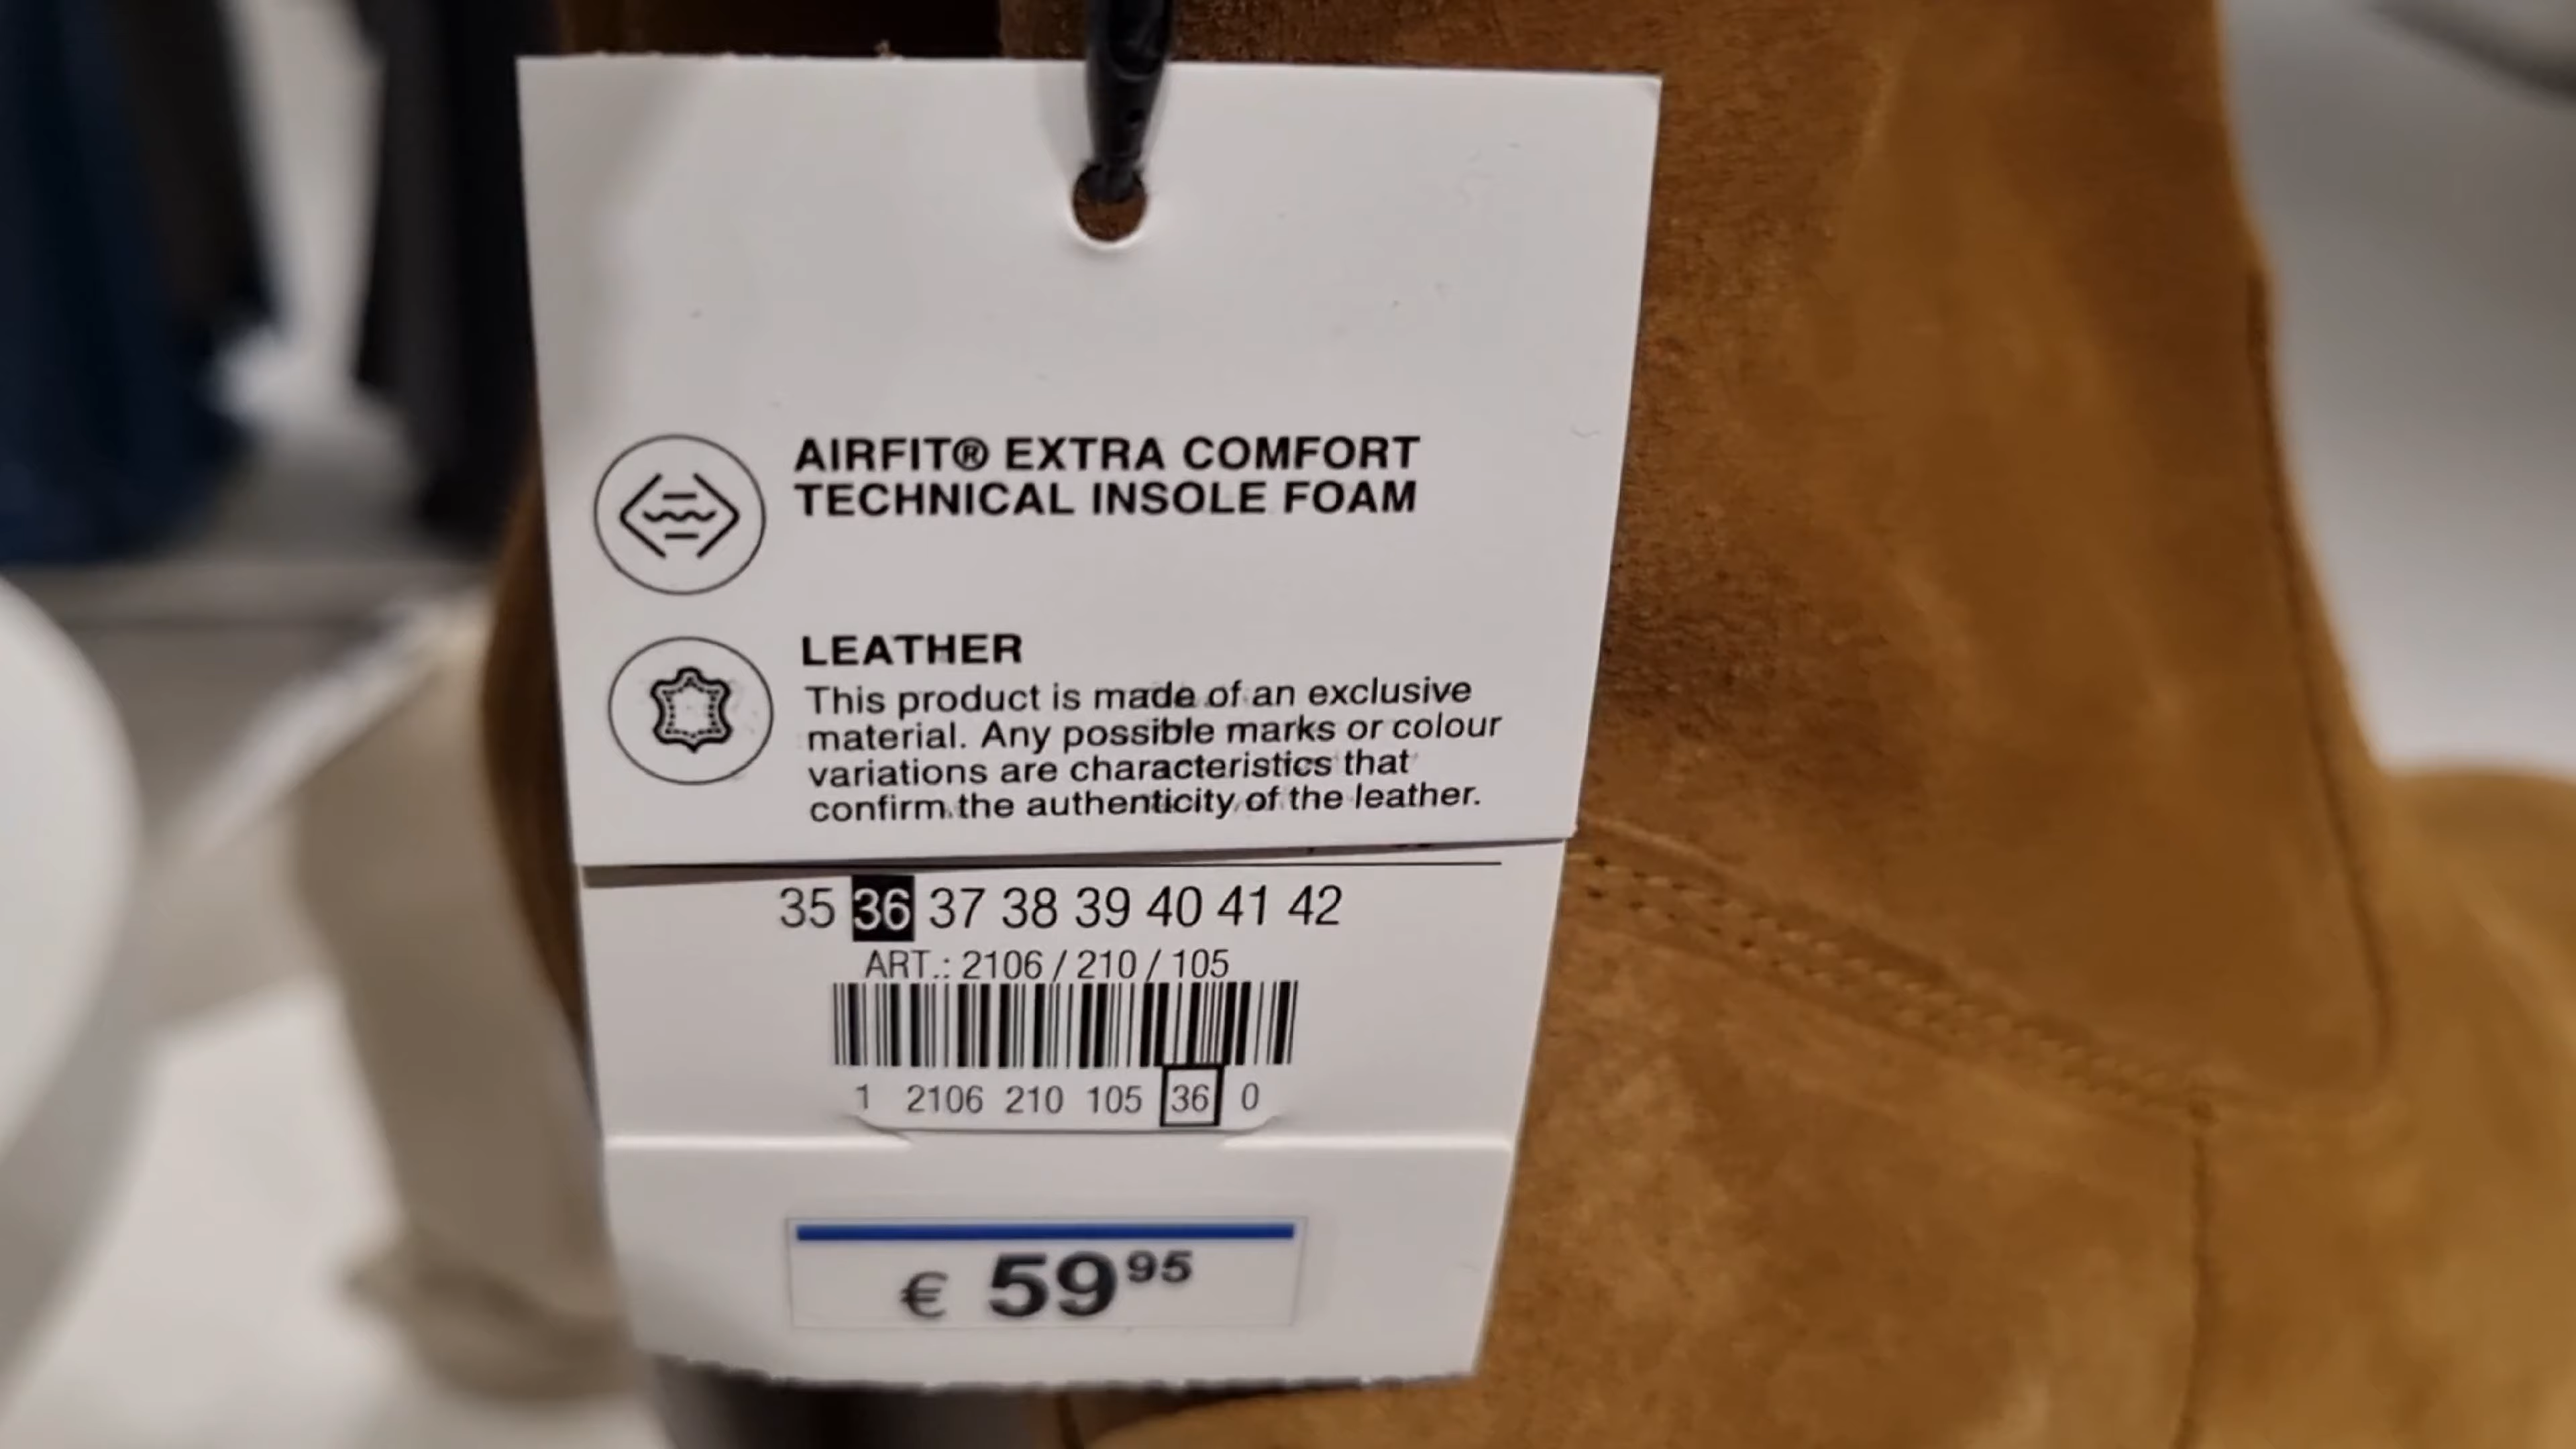 AIRFIT® EXTRA COMFORT
TECHNICAL INSOLE FOAM
LEATHER
This product is made of an exclusive
material. Any possible marks or colour
variations are characteristics that
confirm the authenticity of the leather.
35 36 37 38 39 40 41 42
ART.: 2106 / 210 / 105
1 2106 210 105 36 0
€ 59 95